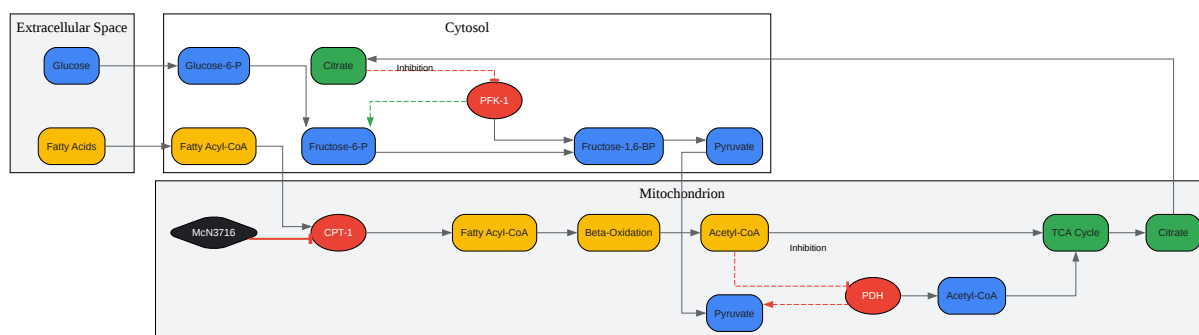 Extracellular Space
Cytosol
Glucose
Glucose-6-P
Citrate
Inhibition
PFK-1
Fatty Acids
Fatty Acyl-CoA
Fructose-6-P
Fructose-1,6-BP
Pyruvate
Mitochondrion
McN3716
CPT-1
Fatty Acyl-CoA
Beta-Oxidation
Acetyl-CoA
Inhibition
TCA Cycle
Citrate
Pyruvate
PDH
Acetyl-CoA